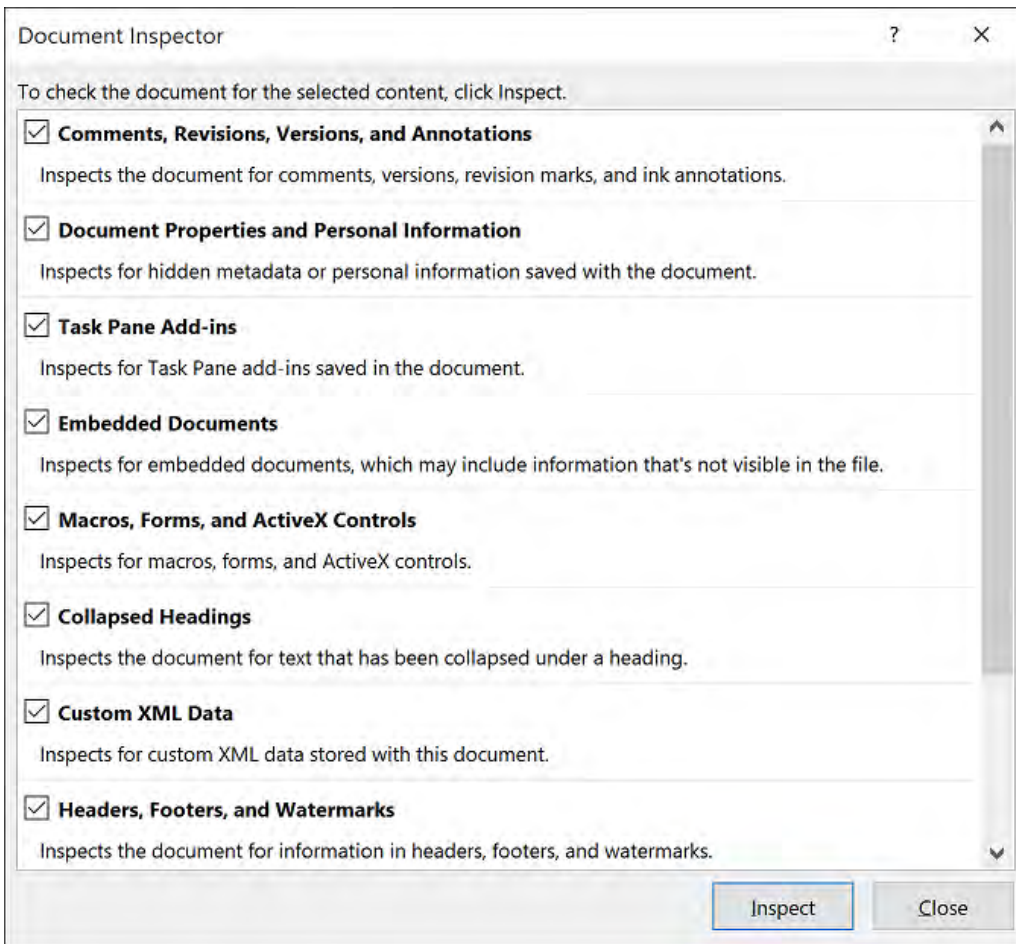 Document Inspector ?
To check the document for the selected content, click Inspect.
Comments, Revisions, Versions, and Annotations
Inspects the document for comments, versions, revision marks, and ink annotations.
Document Properties and Personal Information
Inspects for hidden metadata or personal information saved with the document.
Task Pane Add-ins
Inspects for Task Pane add-ins saved in the document.
Embedded Documents
Inspects for embedded documents, which may include information that's not visible in the file.
Macros, Forms, and ActiveX Controls
Inspects for macros, forms, and ActiveX controls.
Collapsed Headings
Inspects the document for text that has been collapsed under a heading.
Custom XML Data
Inspects for custom XML data stored with this document.
Headers, Footers, and Watermarks
Inspects the document for information in headers, footers, and watermarks.
Inspect Close